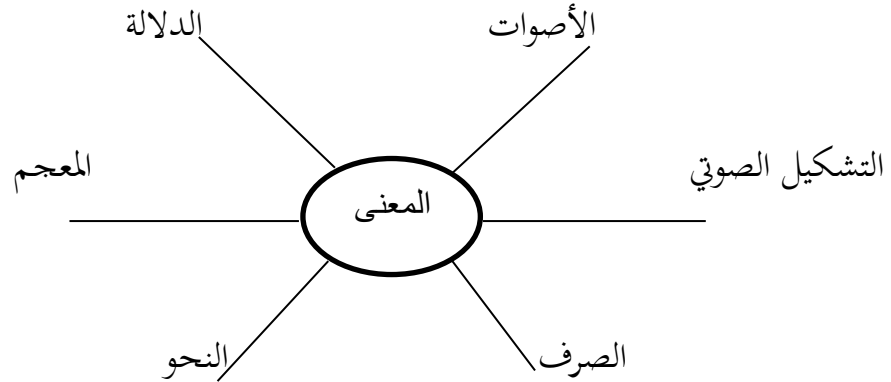 الأصوات
الدلالة
التشكيل الصوتي
المعجم
المعنى
الصرف
النحو